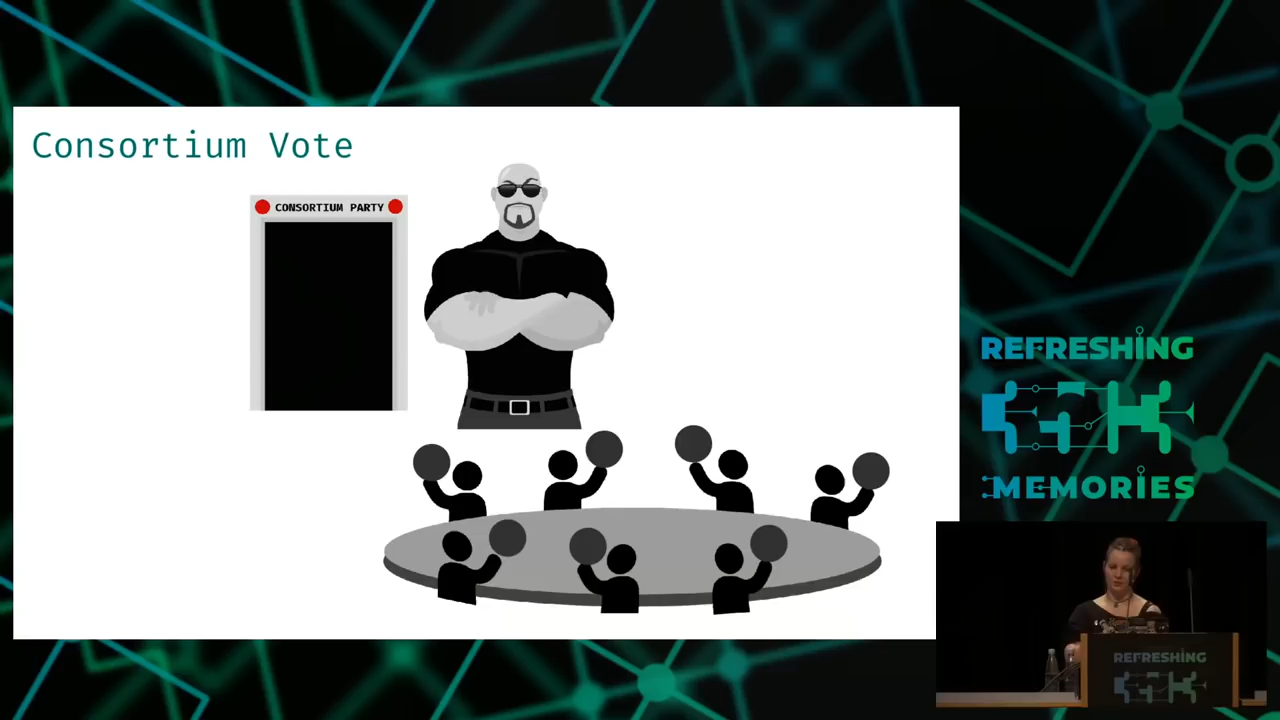 Consortium Vote
CONSORTIUM PARTY
REFRESHING
MEMORIES
REFRESHING